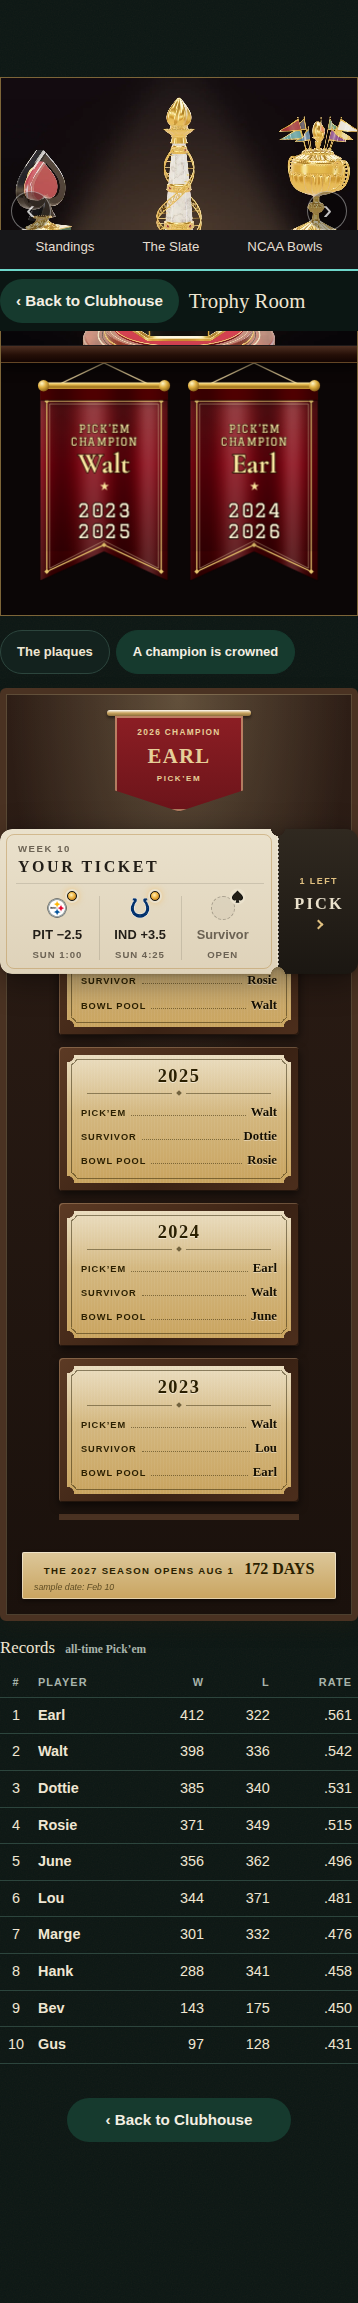 ‹
›
Standings The Slate NCAA Bowls
‹ Back to Clubhouse Trophy Room
PICK'EM
CHAMPION
Walt
2023
2025
PICK'EM
CHAMPION
Earl
2024
2026
The plaques A champion is crowned
2026 CHAMPION
EARL
PICK'EM
WEEK 10
YOUR TICKET
PIT −2.5 IND +3.5 Survivor
SUN 1:00 SUN 4:25 OPEN
1 LEFT
PICK
›
SURVIVOR Rosie
BOWL POOL Walt
2025
PICK'EM Walt
SURVIVOR Dottie
BOWL POOL Rosie
2024
PICK'EM Earl
SURVIVOR Walt
BOWL POOL June
2023
PICK'EM Walt
SURVIVOR Lou
BOWL POOL Earl
THE 2027 SEASON OPENS AUG 1 172 DAYS
sample date: Feb 10
Records all-time Pick'em
# PLAYER W L RATE
1 Earl 412 322 .561
2 Walt 398 336 .542
3 Dottie 385 340 .531
4 Rosie 371 349 .515
5 June 356 362 .496
6 Lou 344 371 .481
7 Marge 301 332 .476
8 Hank 288 341 .458
9 Bev 143 175 .450
10 Gus 97 128 .431
‹ Back to Clubhouse